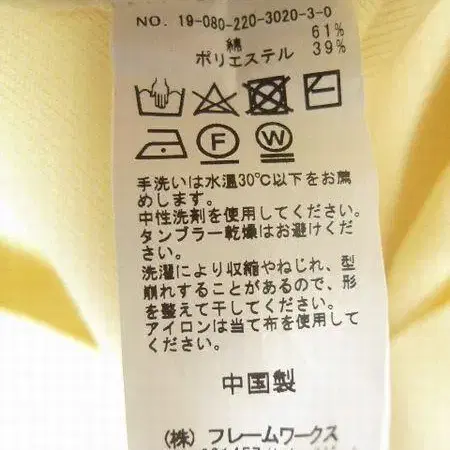 NO. 19-080-220-3020-3-0
綿 61%
ポリエステル 39%
F
W
手洗いは水温30℃以下をお薦
めします。
中性洗剤を使用してください。
タンブラー乾燥はお避けくだ
さい。
洗濯により収縮やねじれ、型
崩れすることがあるので、形
を整えて干してください。
アイロンは当て布を使用して
ください。
中国製
(株) フレームワークス